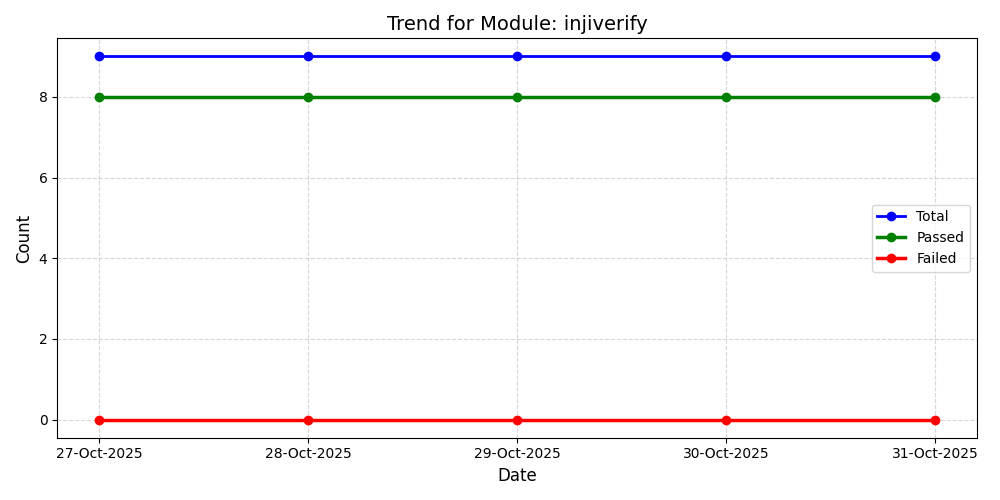 Trend for Module: injiverify
Count
8
6
4
2
0
Total
Passed
Failed
27-Oct-2025
28-Oct-2025
29-Oct-2025
30-Oct-2025
31-Oct-2025
Date